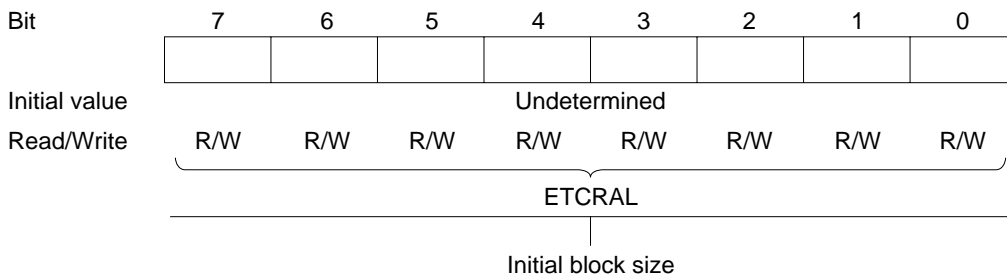 Bit 7 6 5 4 3 2 1 0
Initial value Undetermined
Read/Write R/W R/W R/W R/W R/W R/W R/W R/W
ETCRAL
Initial block size